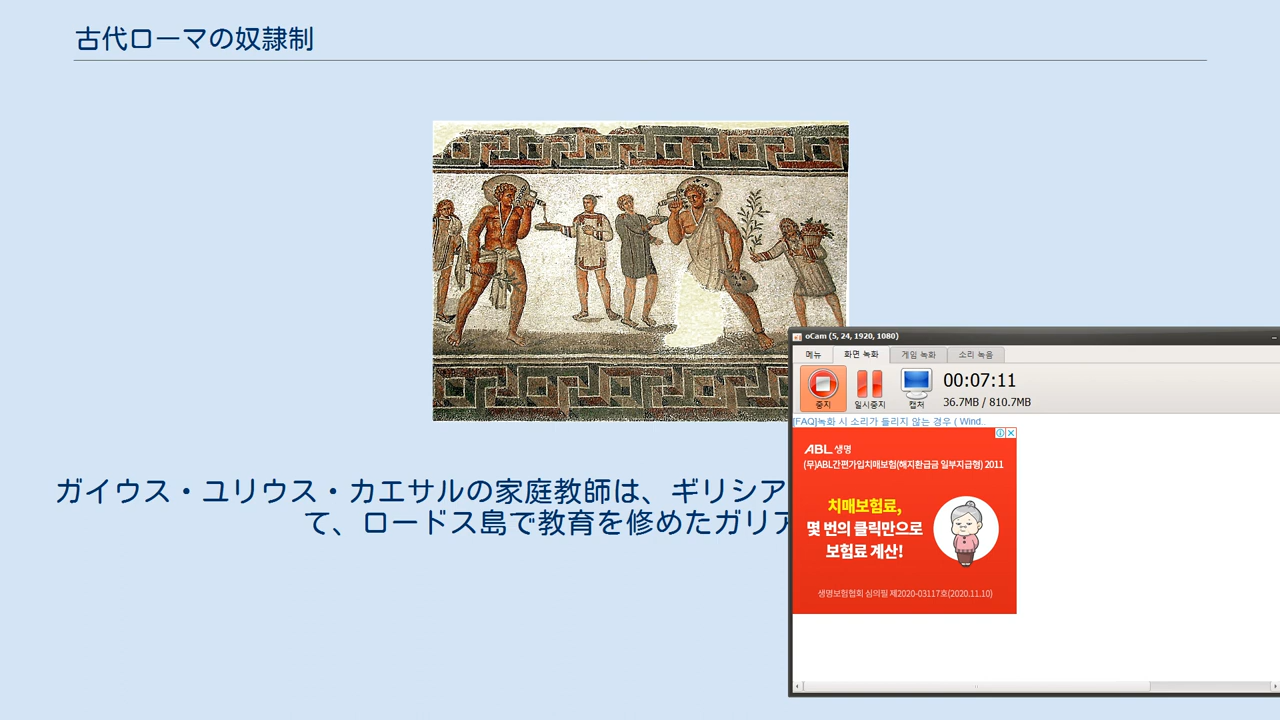 古代ローマの奴隷制
ガイウス・ユリウス・カエサルの家庭教師は、ギリシア
て、ロードス島で教育を修めたガリア
oCam (5, 24, 1920, 1080)
메뉴 화면 녹화 게임 녹화 소리 녹음
중지 일시중지 캡처
00:07:11
36.7MB / 810.7MB
[FAQ]녹화 시 소리가 들리지 않는 경우 ( Wind..
ABL 생명
(무)ABL간편가입치매보험(해지환급금 일부지급형) 2011
치매보험료,
몇 번의 클릭만으로
보험료 계산!
생명보험협회 심의필 제2020-03117호(2020.11.10)